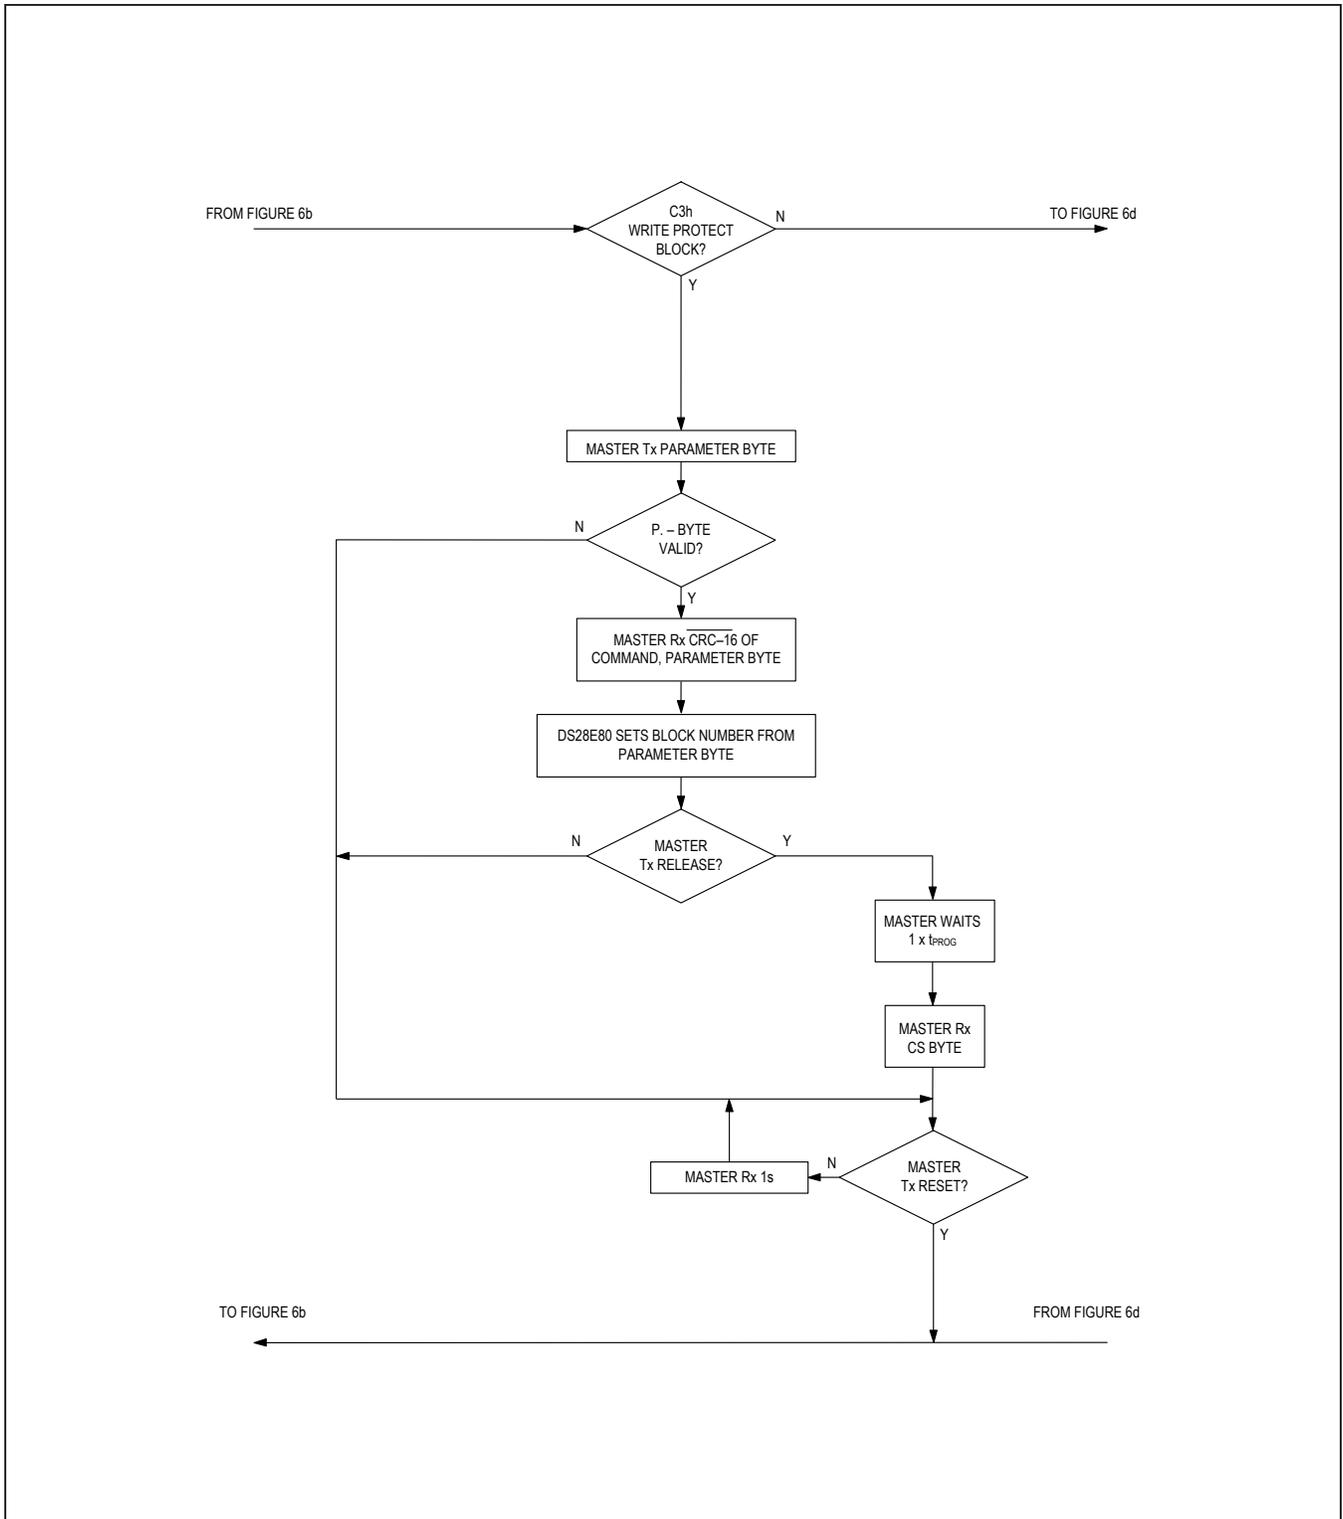 FROM FIGURE 6b
C3h
WRITE PROTECT
BLOCK?
N
TO FIGURE 6d
Y
MASTER Tx PARAMETER BYTE
N
P. – BYTE
VALID?
Y
MASTER Rx CRC–16 OF
COMMAND, PARAMETER BYTE
DS28E80 SETS BLOCK NUMBER FROM
PARAMETER BYTE
N
MASTER
Tx RELEASE?
Y
MASTER WAITS
1 x tPROG
MASTER Rx
CS BYTE
MASTER Rx 1s
N
MASTER
Tx RESET?
Y
TO FIGURE 6b
FROM FIGURE 6d